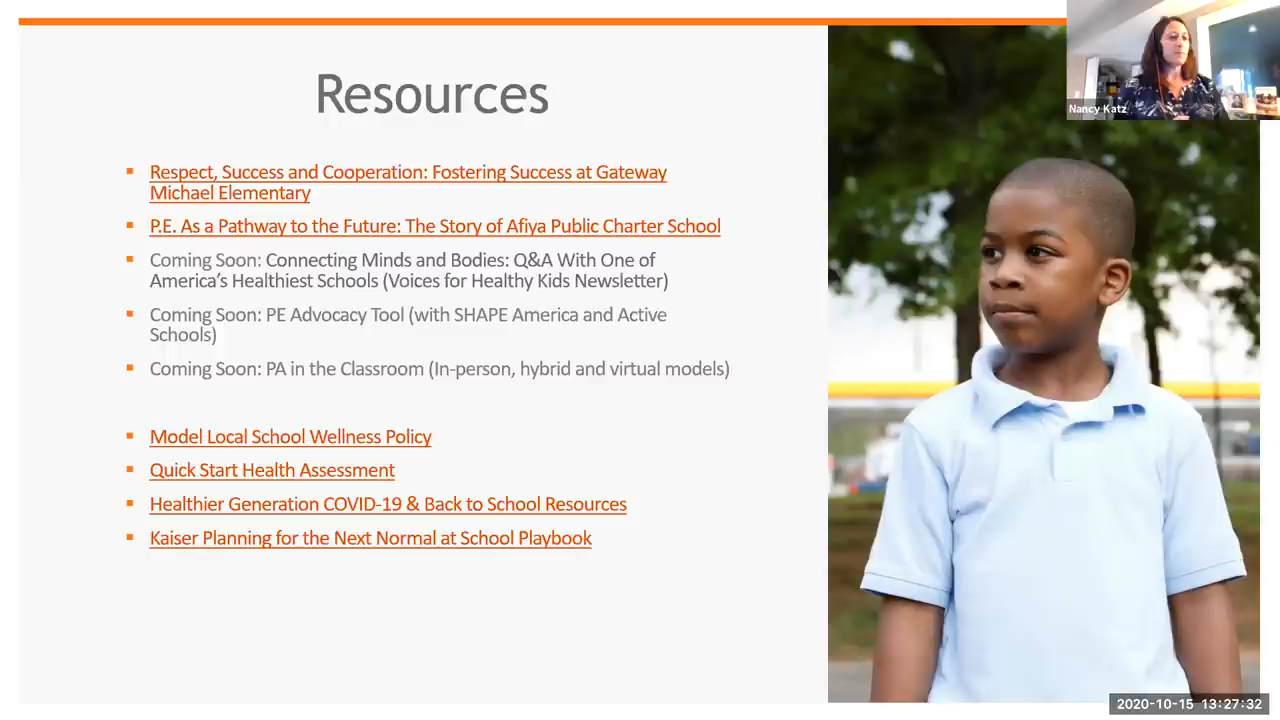 Resources
Respect, Success and Cooperation: Fostering Success at Gateway
Michael Elementary
P.E. As a Pathway to the Future: The Story of Afiya Public Charter School
Coming Soon: Connecting Minds and Bodies: Q&A With One of
America’s Healthiest Schools (Voices for Healthy Kids Newsletter)
Coming Soon: PE Advocacy Tool (with SHAPE America and Active
Schools)
Coming Soon: PA in the Classroom (In-person, hybrid and virtual models)
Model Local School Wellness Policy
Quick Start Health Assessment
Healthier Generation COVID-19 & Back to School Resources
Kaiser Planning for the Next Normal at School Playbook
Nancy Katz
2020-10-15 13:27:32